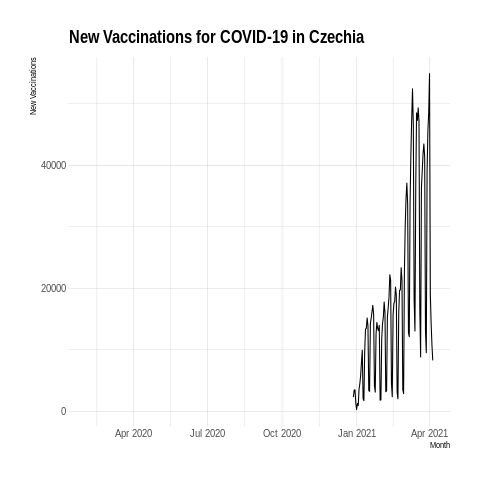 New Vaccinations for COVID-19 in Czechia
New Vaccinations
40000
20000
0
Apr 2020 Jul 2020 Oct 2020 Jan 2021 Apr 2021
Month